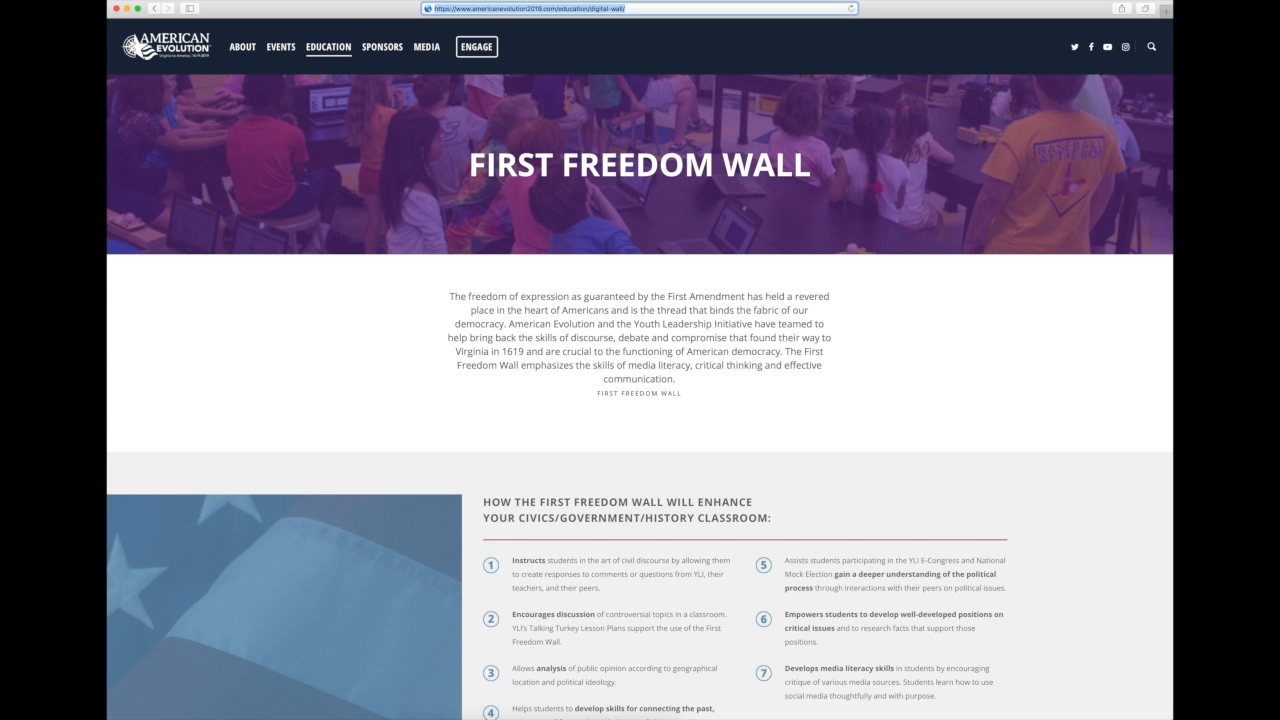 https://www.americanevolution2019.com/education/digital-wall/
AMERICAN
EVOLUTION
Virginia to America, 1619-2019
ABOUT EVENTS EDUCATION SPONSORS MEDIA ENGAGE
BASEBALL
AT THE BO
FIRST FREEDOM WALL
The freedom of expression as guaranteed by the First Amendment has held a revered
place in the heart of Americans and is the thread that binds the fabric of our
democracy. American Evolution and the Youth Leadership Initiative have teamed to
help bring back the skills of discourse, debate and compromise that found their way to
Virginia in 1619 and are crucial to the functioning of American democracy. The First
Freedom Wall emphasizes the skills of media literacy, critical thinking and effective
communication.
FIRST FREEDOM WALL
HOW THE FIRST FREEDOM WALL WILL ENHANCE
YOUR CIVICS/GOVERNMENT/HISTORY CLASSROOM:
1 Instructs students in the art of civil discourse by allowing them
to create responses to comments or questions from YLI, their
teachers, and their peers.
2 Encourages discussion of controversial topics in a classroom.
YLI's Talking Turkey Lesson Plans support the use of the First
Freedom Wall.
3 Allows analysis of public opinion according to geographical
location and political ideology.
4 Helps students to develop skills for connecting the past,
5 Assists students participating in the YLI E-Congress and National
Mock Election gain a deeper understanding of the political
process through interactions with their peers on political issues.
6 Empowers students to develop well-developed positions on
critical issues and to research facts that support those
positions.
7 Develops media literacy skills in students by encouraging
critique of various media sources. Students learn how to use
social media thoughtfully and with purpose.